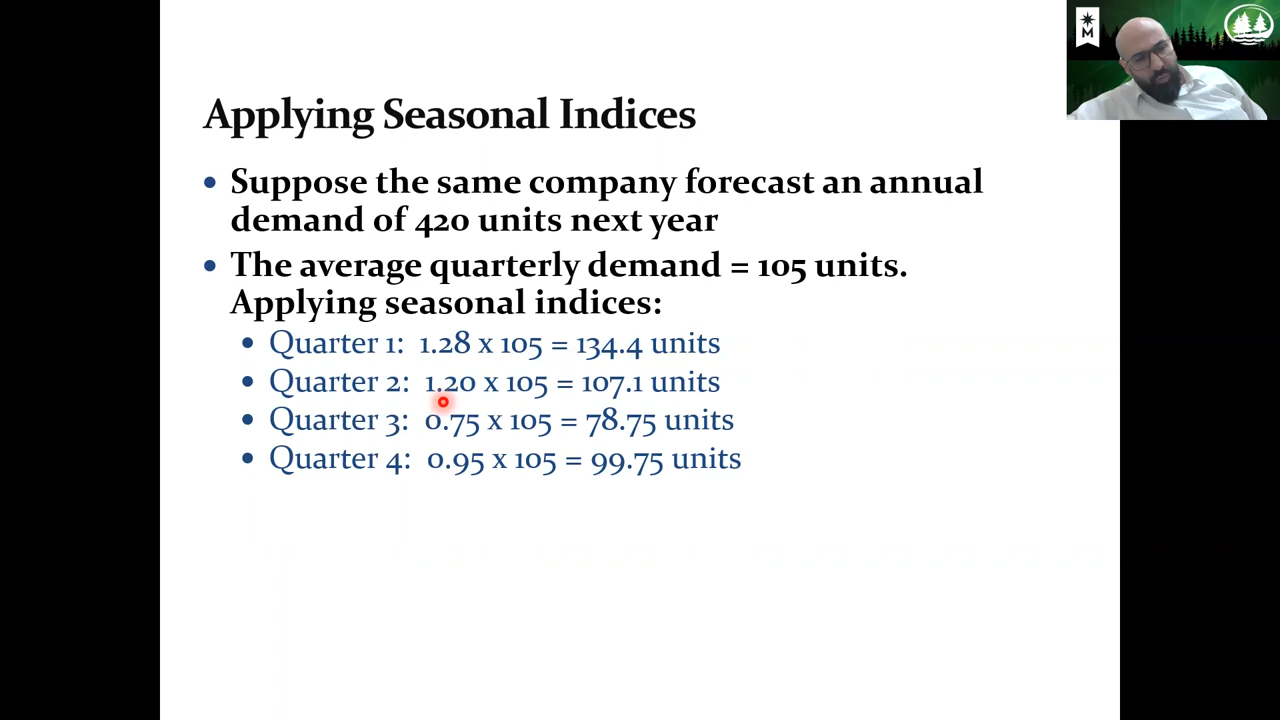 M
Applying Seasonal Indices
• Suppose the same company forecast an annual
demand of 420 units next year
• The average quarterly demand = 105 units.
Applying seasonal indices:
• Quarter 1: 1.28 x 105 = 134.4 units
• Quarter 2: 1.20 x 105 = 107.1 units
• Quarter 3: 0.75 x 105 = 78.75 units
• Quarter 4: 0.95 x 105 = 99.75 units